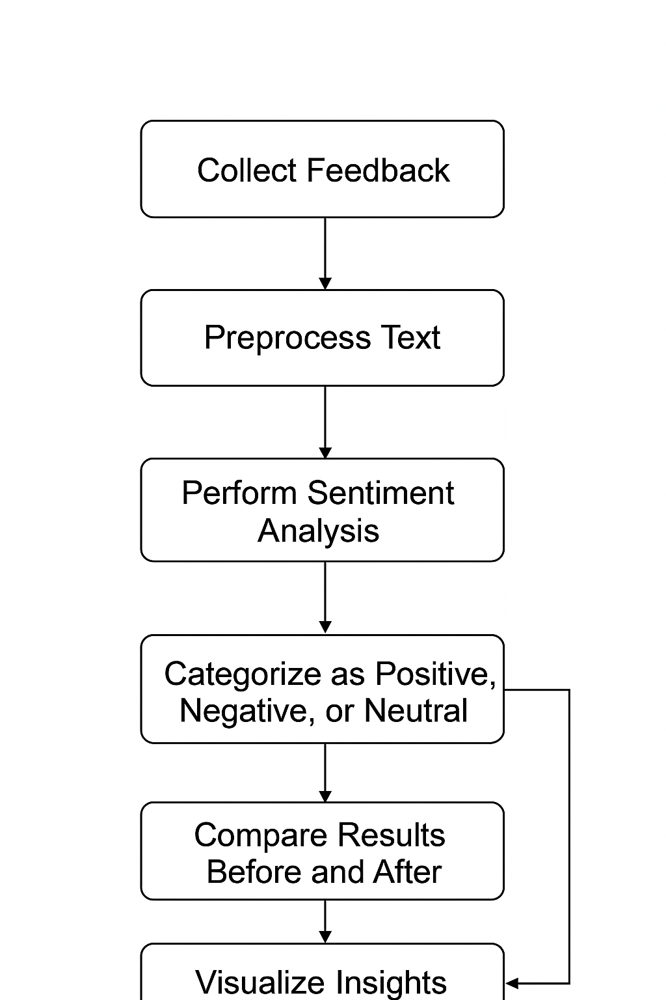 Collect Feedback
Preprocess Text
Perform Sentiment
Analysis
Categorize as Positive,
Negative, or Neutral
Compare Results
Before and After
Visualize Insights